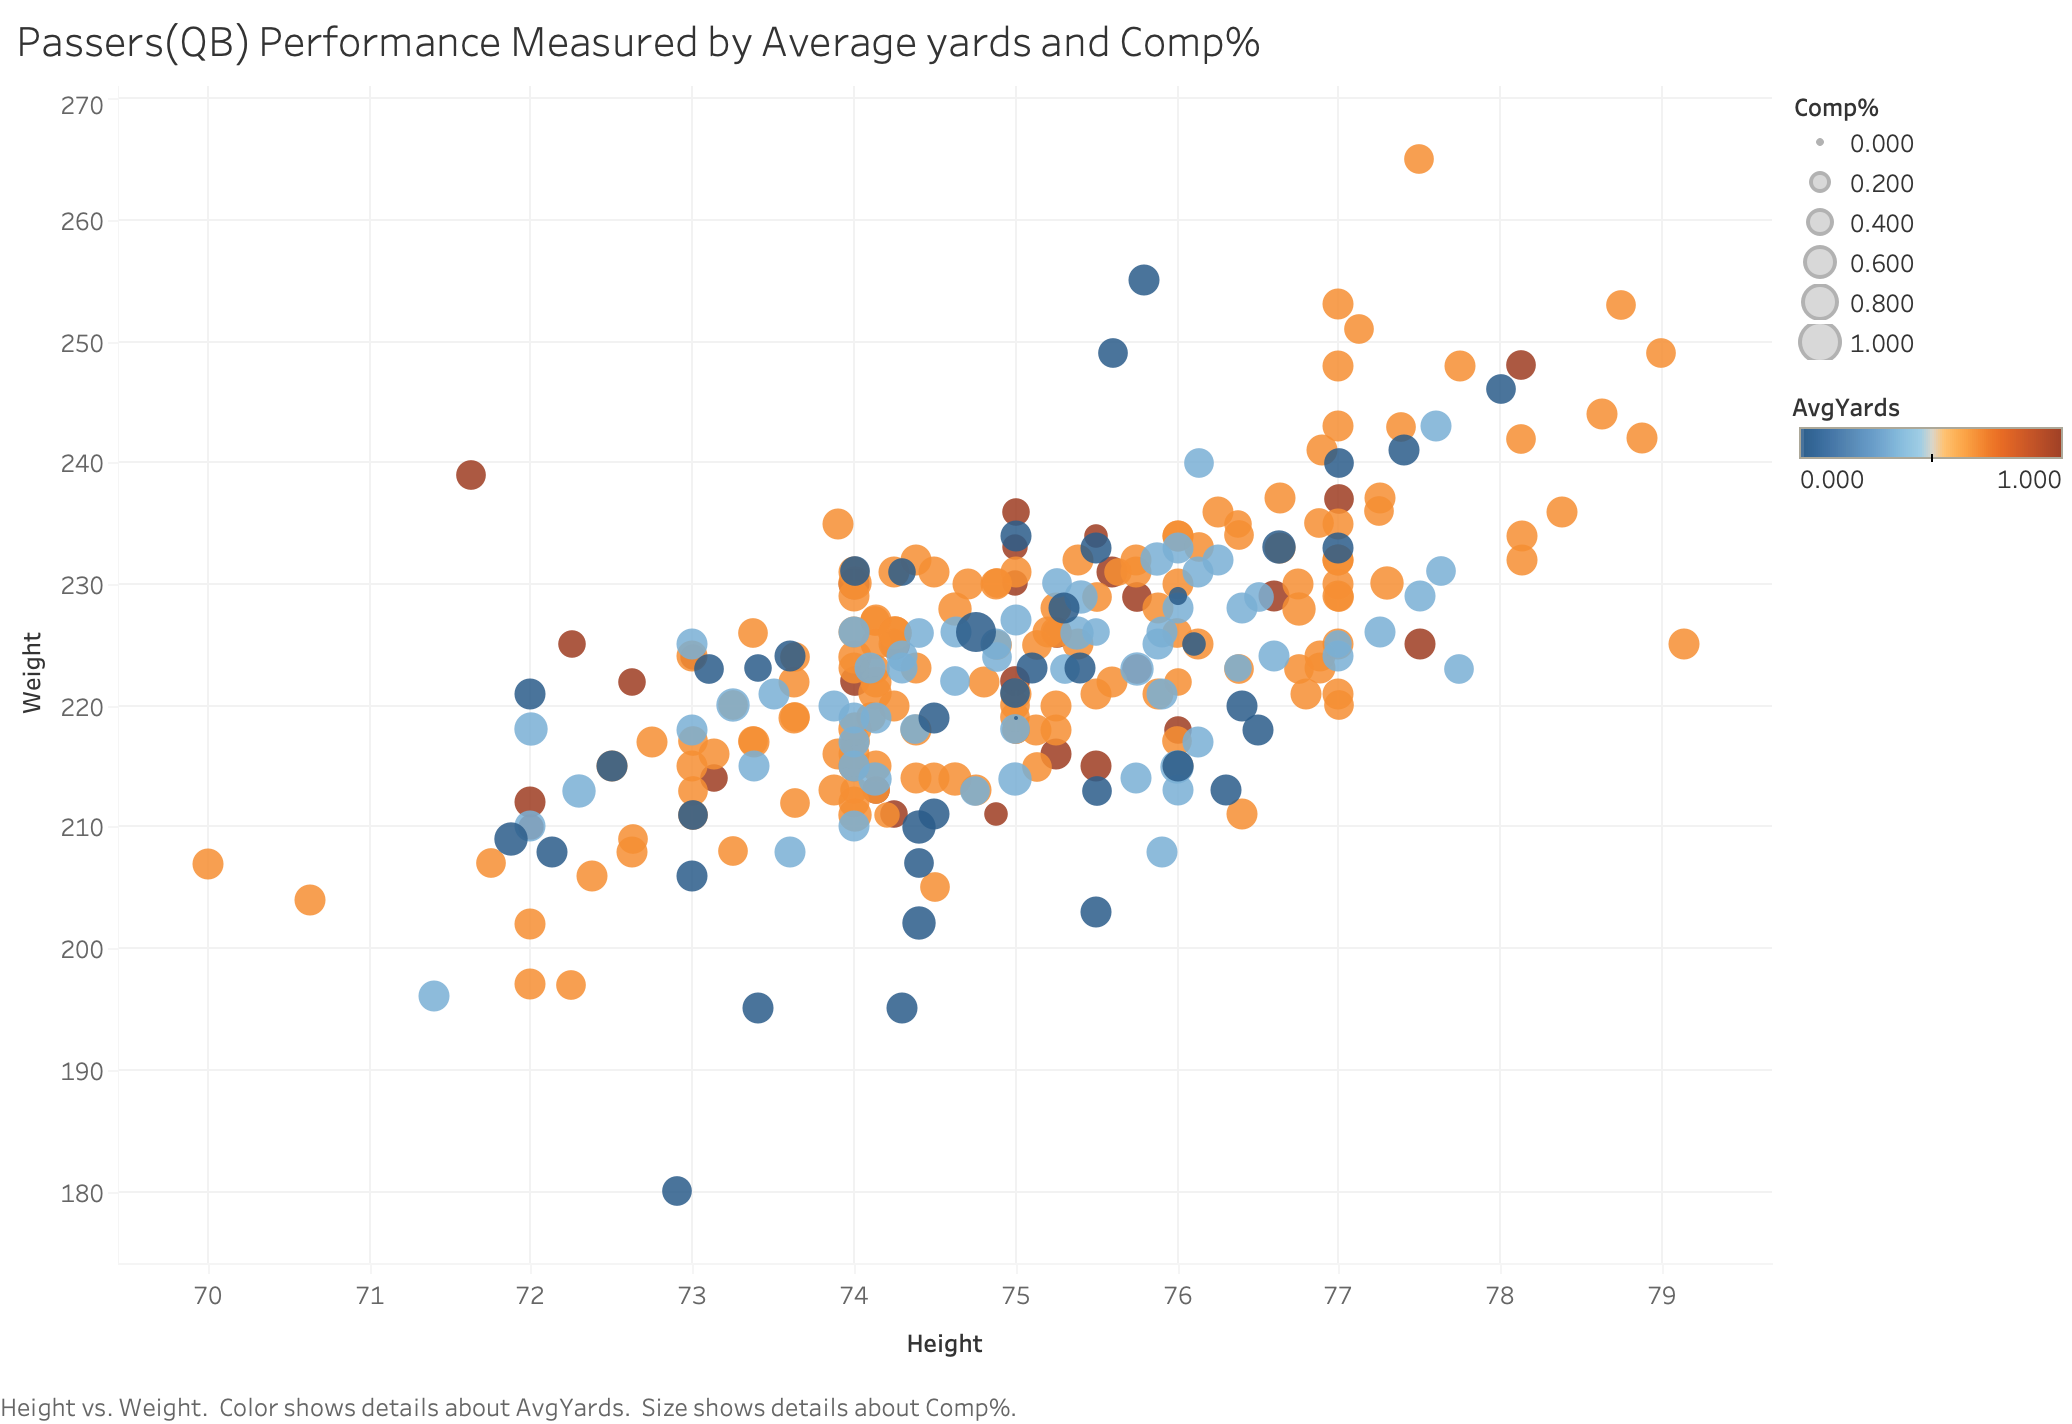 Passers(QB) Performance Measured by Average yards and Comp%
270
260
250
240
230
220
210
200
190
180
Weight
70 71 72 73 74 75 76 77 78 79
Height
Comp%
0.000
0.200
0.400
0.600
0.800
1.000
AvgYards
0.000 1.000
Height vs. Weight. Color shows details about AvgYards. Size shows details about Comp%.